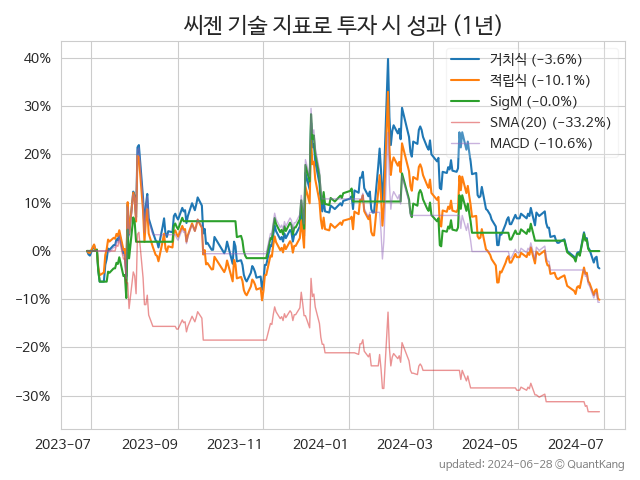 씨젠 기술 지표로 투자 시 성과 (1년)
거치식 (−3.6%)
적립식 (−10.1%)
SigM (−0.0%)
SMA(20) (−33.2%)
MACD (−10.6%)
40%
30%
20%
10%
0%
−10%
−20%
−30%
2023-07 2023-09 2023-11 2024-01 2024-03 2024-05 2024-07
updated: 2024-06-28 ⓒ QuantKang